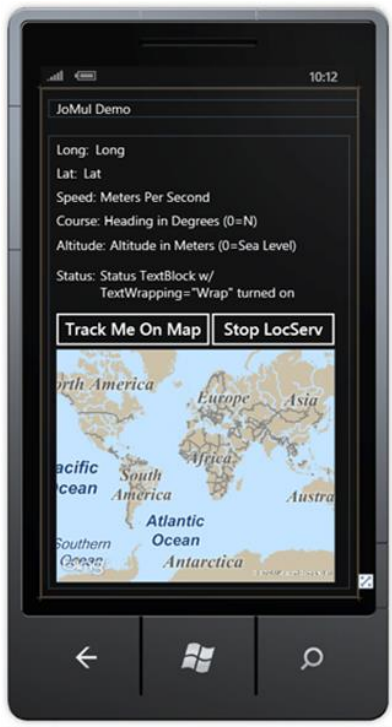 10:12
JoMul Demo
Long: Long
Lat: Lat
Speed: Meters Per Second
Course: Heading in Degrees (0=N)
Altitude: Altitude in Meters (0=Sea Level)
Status: Status TextBlock w/
TextWrapping="Wrap" turned on
Track Me On Map Stop LocServ
orth America
Europe Asia
Africa
acific
cean
South
America
Austra
Atlantic
Ocean
Southern
Ocean
Antarctica